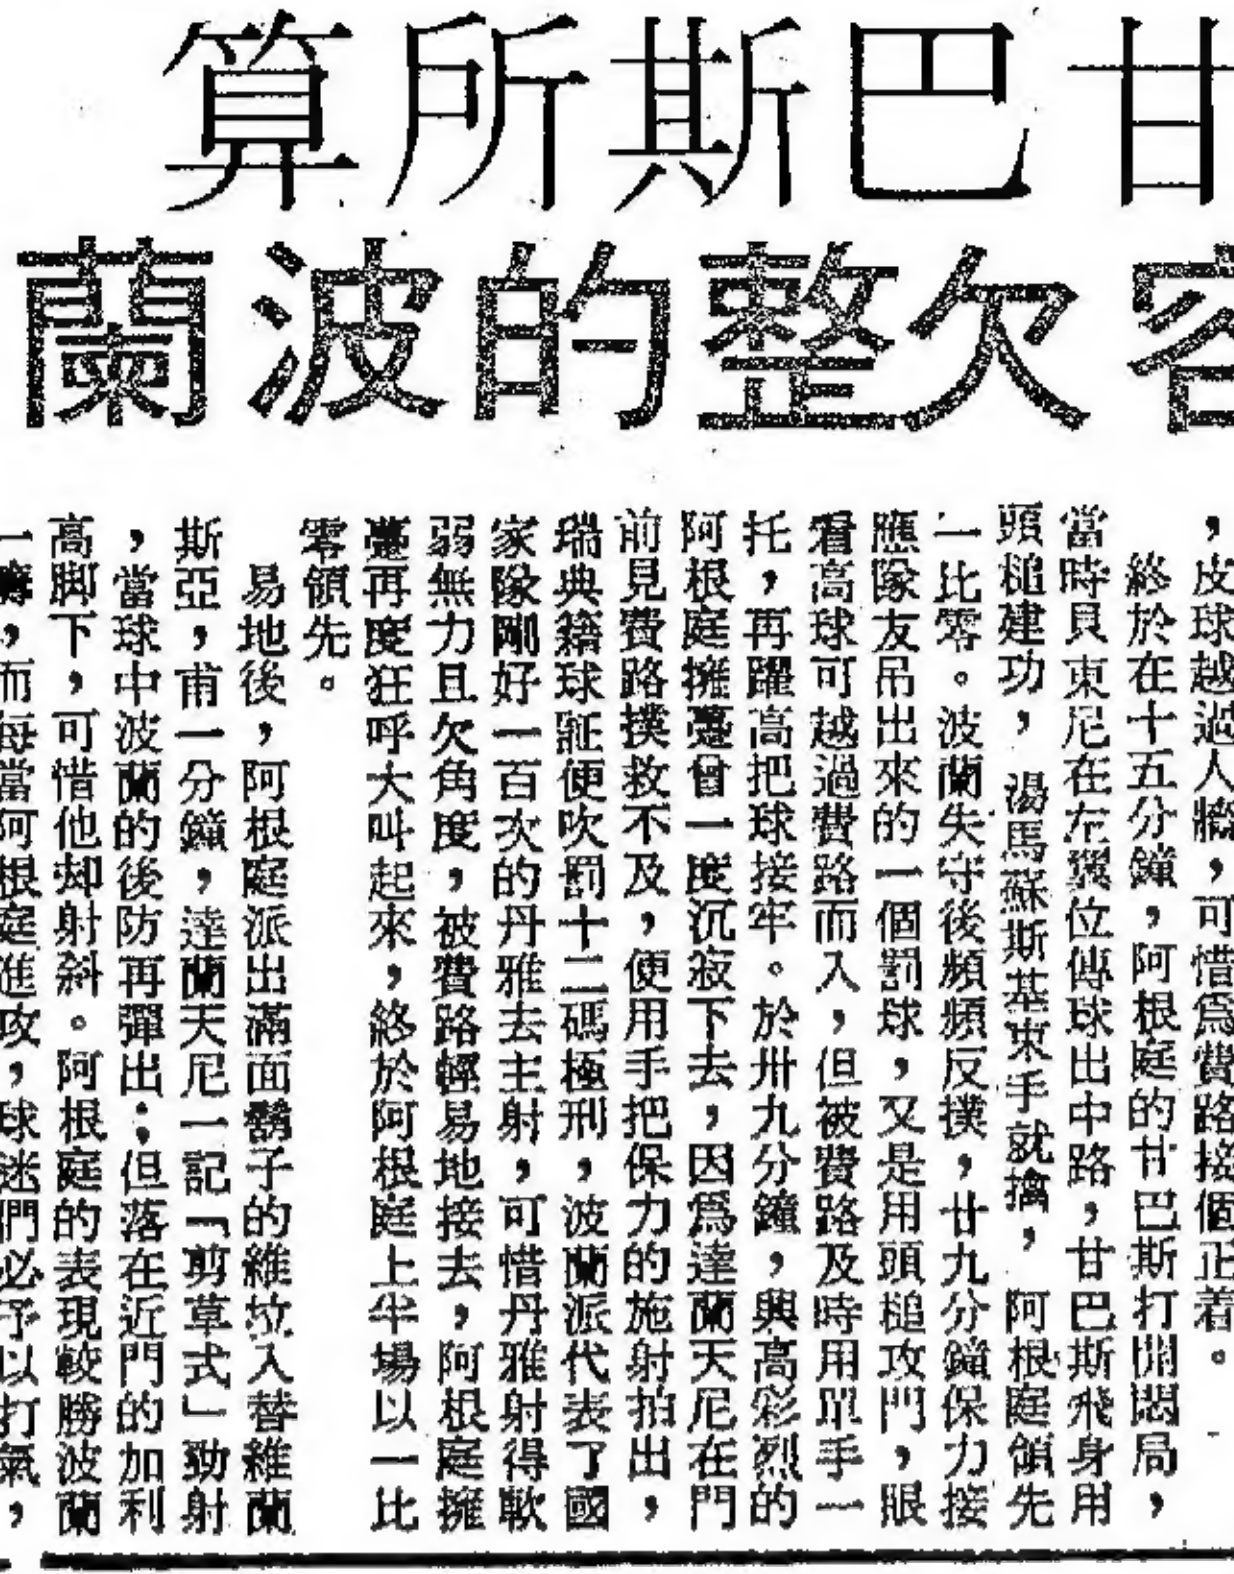 算所斯巴甘
蘭波的整欠容
，皮球越過人牆，可惜爲費路接個正着。
終於在十五分鐘，阿根庭的甘巴斯打開悶局，
當時貝東尼在左翼位傳球出中路，甘巴斯飛身用
頭槌建功，湯馬蘇斯基束手就擒，阿根庭領先
一比零。波蘭失守後頻頻反撲，廿九分鐘保力接
應隊友吊出來的一個罰球，又是用頭槌攻門，眼
看高球可越過費路而入，但被費路及時用單手一
托，再躍高把球接牢。於卅九分鐘，興高彩烈的
阿根庭擁躉曾一度沉寂下去，因爲達蘭天尼在門
前見費路撲救不及，便用手把保力的施射拍出，
瑞典籍球証便吹罰十二碼極刑，波蘭派代表了國
家隊剛好一百次的丹雅去主射，可惜丹雅射得軟
弱無力且欠角度，被費路輕易地接去，阿根庭擁
躉再度狂呼大叫起來，終於阿根庭上半塲以一比
零領先。
易地後，阿根庭派出滿面鬍子的維垃入替維蘭
斯亞，甫一分鐘，達蘭天尼一記「剪草式」勁射
，當球中波蘭的後防再彈出；但落在近門的加利
高脚下，可惜他却射斜。阿根庭的表現較勝波蘭
一籌，而每當阿根庭進攻，球迷們必予以打氣，